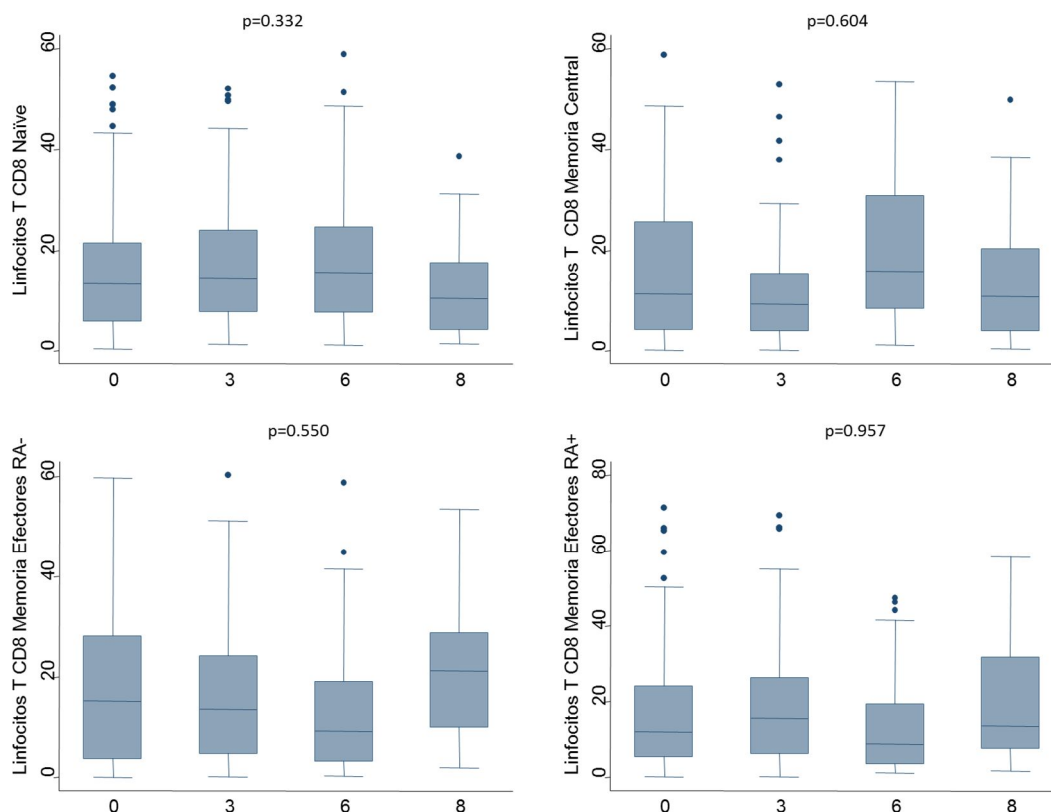 p=0.332
Linfocitos T CD8 Naïve
60
40
20
0
0 3 6 8
p=0.604
Linfocitos T CD8 Memoria Central
60
40
20
0
0 3 6 8
p=0.550
Linfocitos T CD8 Memoria Efectores RA-
60
40
20
0
0 3 6 8
p=0.957
Linfocitos T CD8 Memoria Efectores RA+
80
60
40
20
0
0 3 6 8